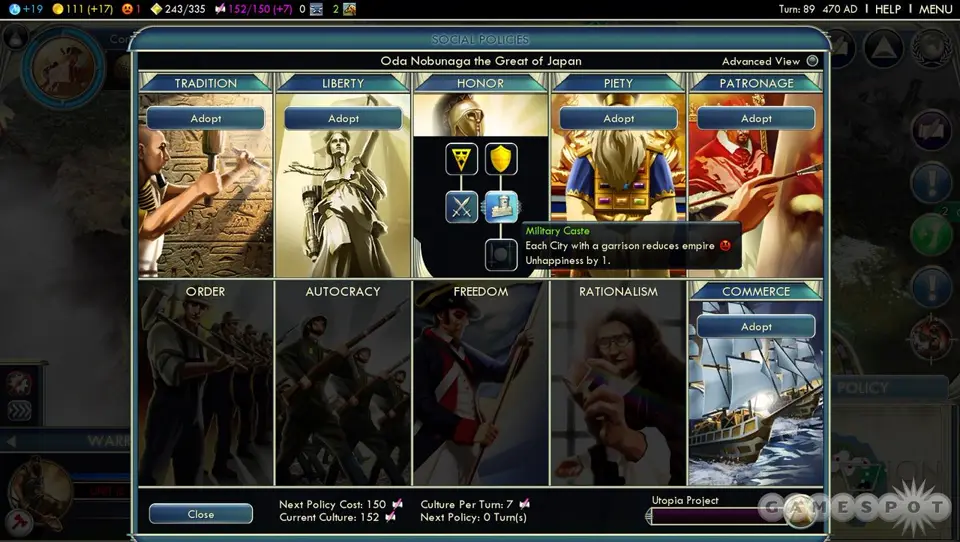 +19 111 (+17) 1 243/335 152/150 (+7) 0 2 Turn: 89 470 AD | HELP | MENU
SOCIAL POLICIES
Oda Nobunaga the Great of Japan
Advanced View
TRADITION LIBERTY HONOR PIETY PATRONAGE
Adopt Adopt Adopt Adopt
Military Caste
Each City with a garrison reduces empire
Unhappiness by 1.
ORDER AUTOCRACY FREEDOM RATIONALISM COMMERCE
Adopt
POLICY
WARR
Next Policy Cost: 150 Culture Per Turn: 7
Current Culture: 152 Next Policy: 0 Turn(s)
Utopia Project
Close
2
GAMESPOT